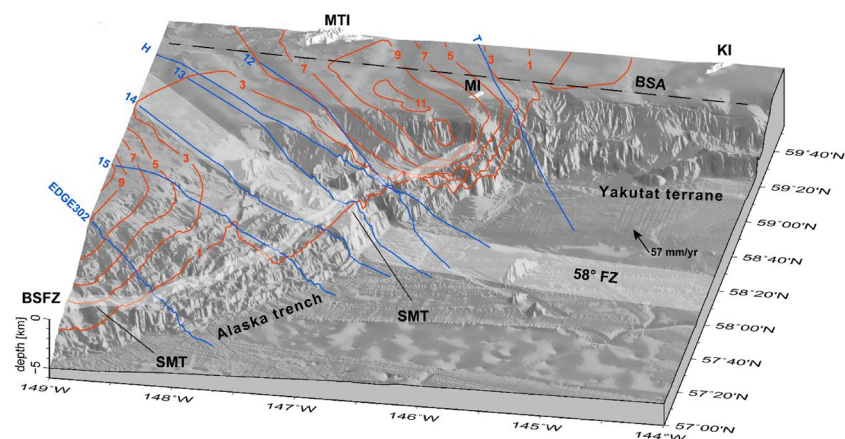 MTI
KI
H
12
9
7
5
T
3
1
13
7
MI
BSA
14
3
11
59°40'N
15
7
5
3
9
59°20'N
Yakutat terrane
EDGE302
59°00'N
57 mm/yr
58°40'N
1
58° FZ
58°20'N
BSFZ
0
Alaska trench
SMT
58°00'N
depth [km]
SMT
57°40'N
−5
57°20'N
149°W
148°W
147°W
146°W
145°W
144°W
57°00'N